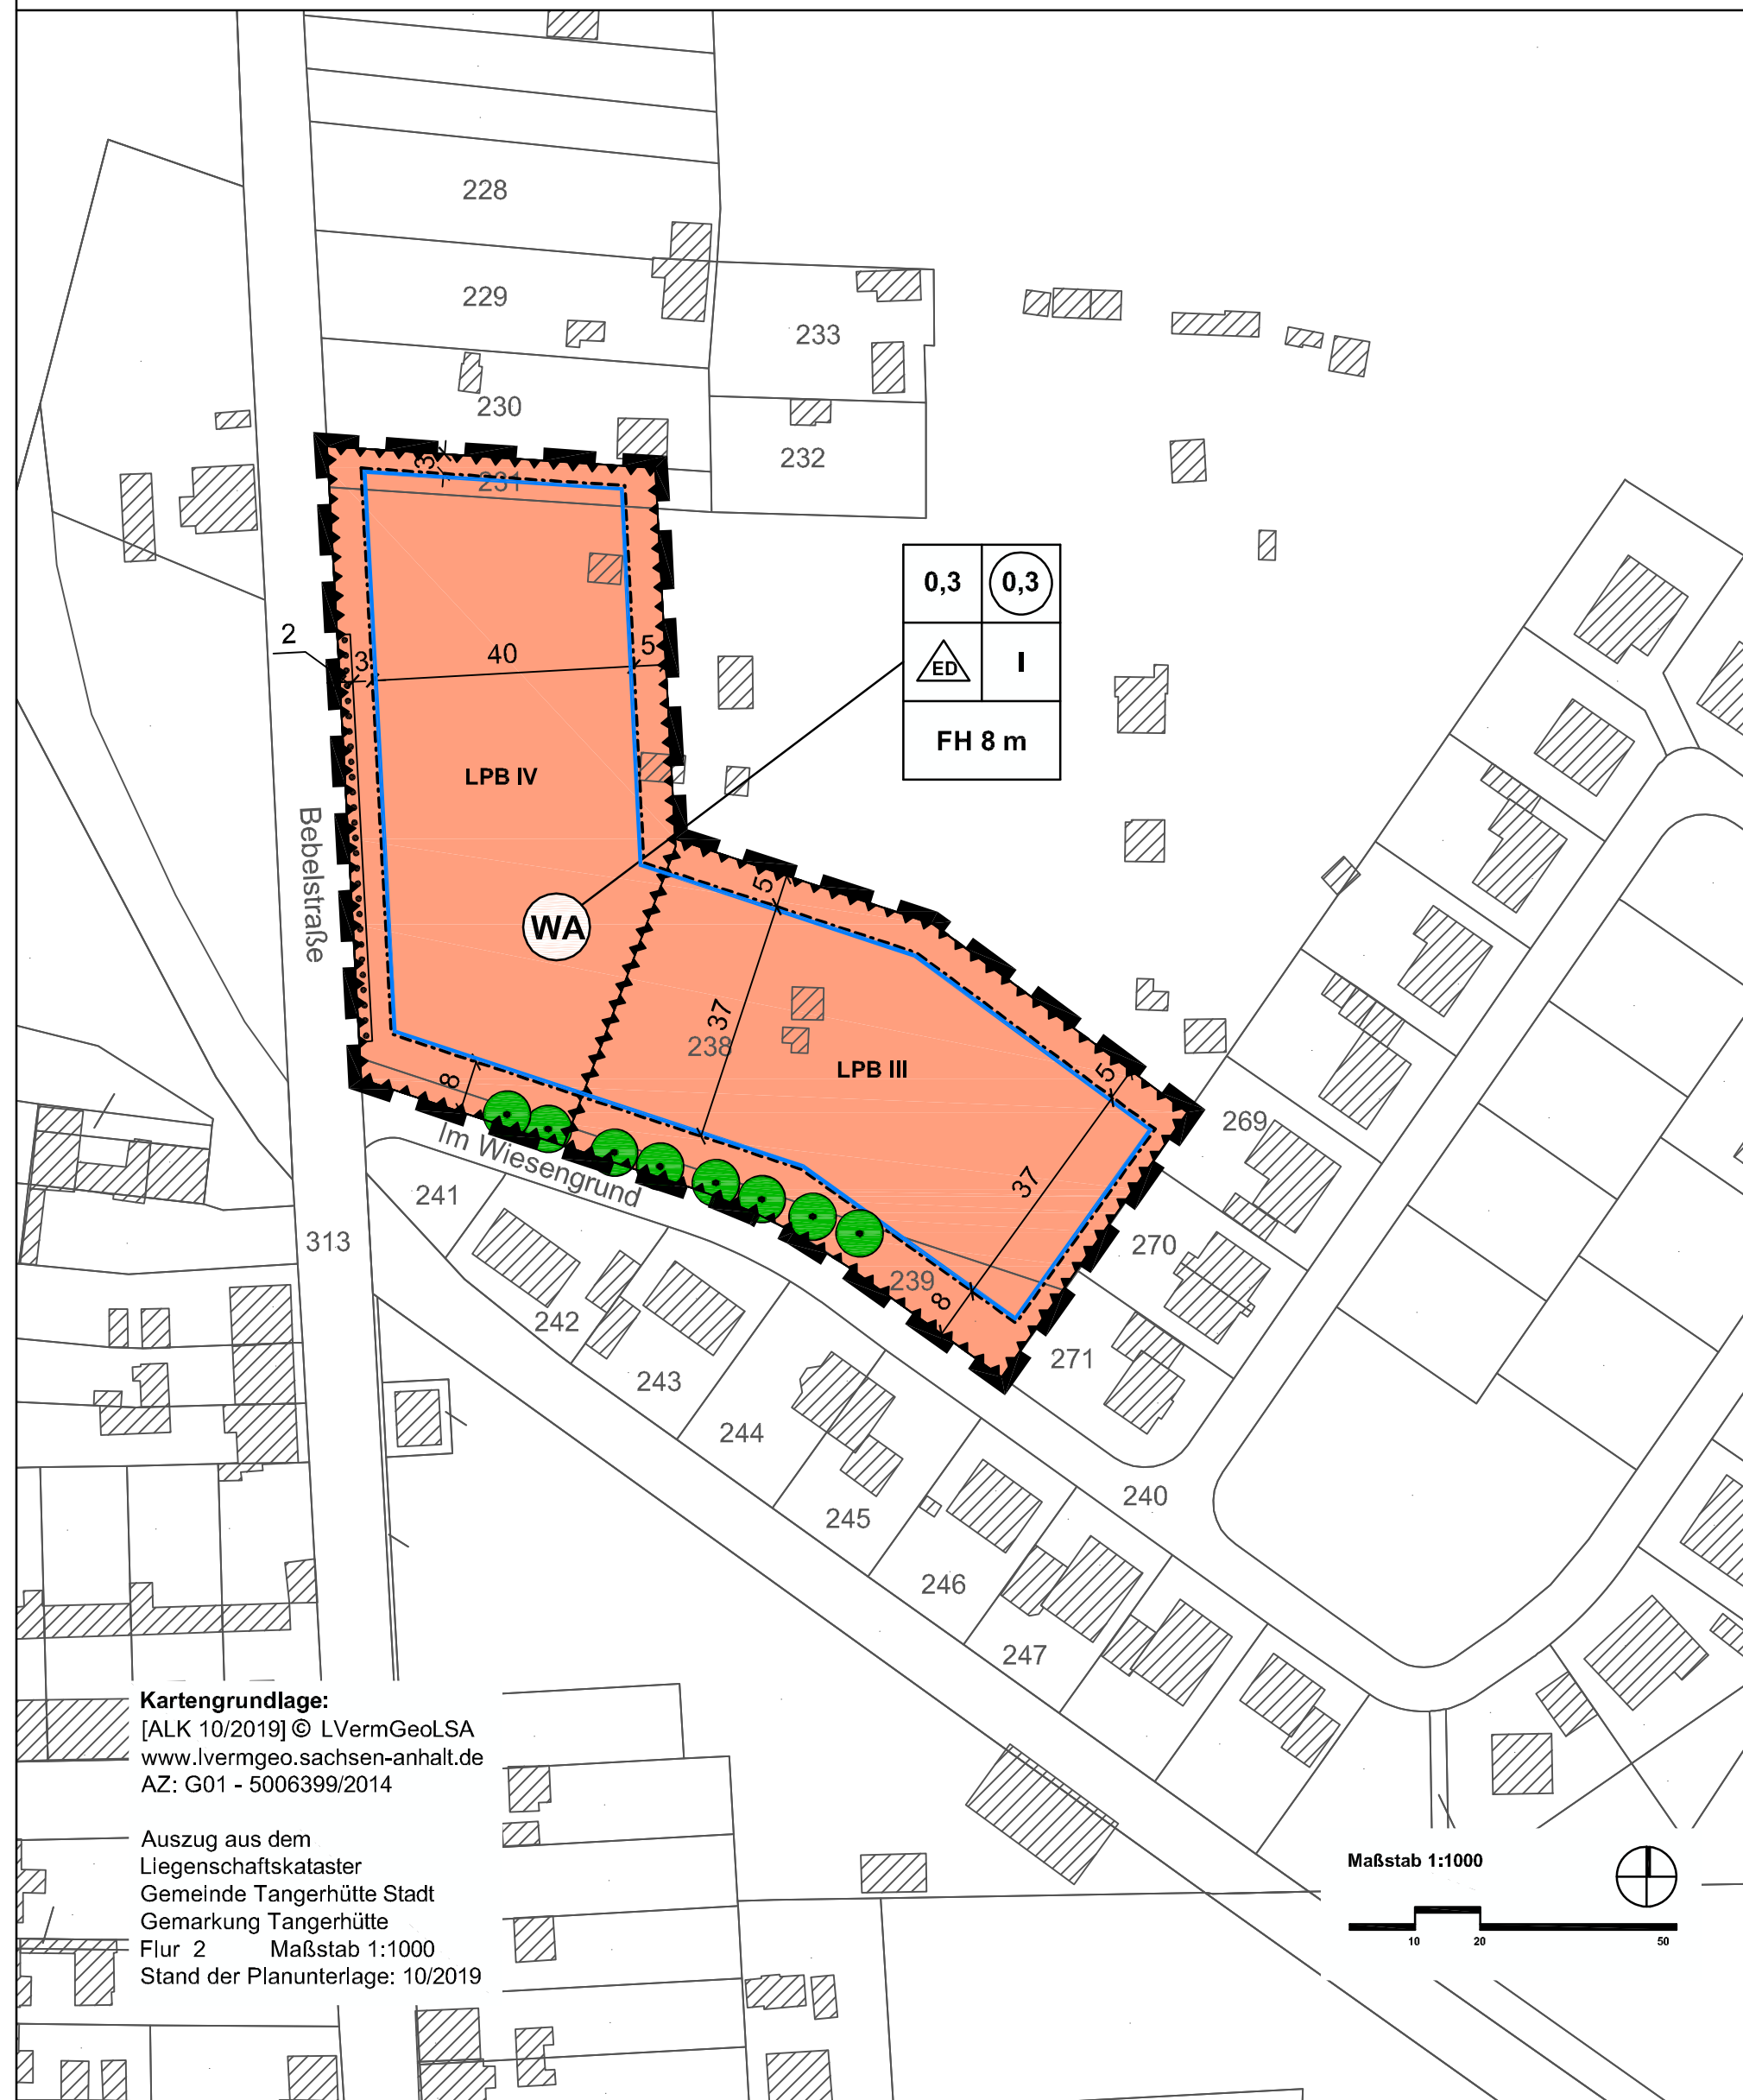 228
229
233
230
232
3
231
0,3 0,3
2
3
40
5
ED I
FH 8 m
LPB IV
Bebelstraße
5
WA
37
238
LPB III
5
8
Im Wiesengrund
269
37
241
313
270
239
8
242
271
243
244
240
245
246
247
Kartengrundlage:
[ALK 10/2019] © LVermGeoLSA
www.lvermgeo.sachsen-anhalt.de
AZ: G01 - 5006399/2014
Auszug aus dem
Liegenschaftskataster
Gemeinde Tangerhütte Stadt
Gemarkung Tangerhütte
Flur 2 Maßstab 1:1000
Stand der Planunterlage: 10/2019
Maßstab 1:1000
10 20 50